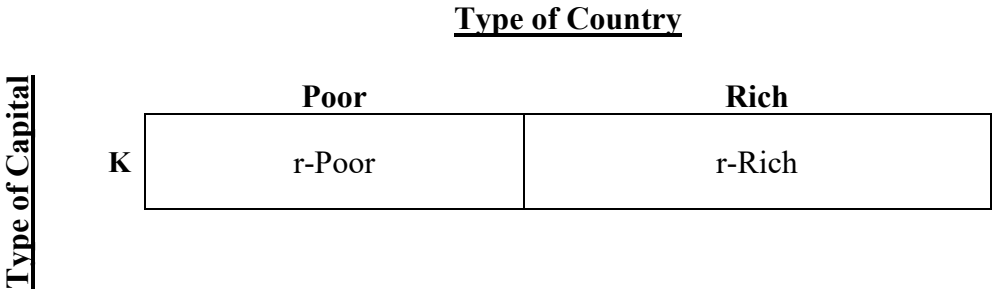 Type of Country
Type of Capital
Poor Rich
K r-Poor r-Rich